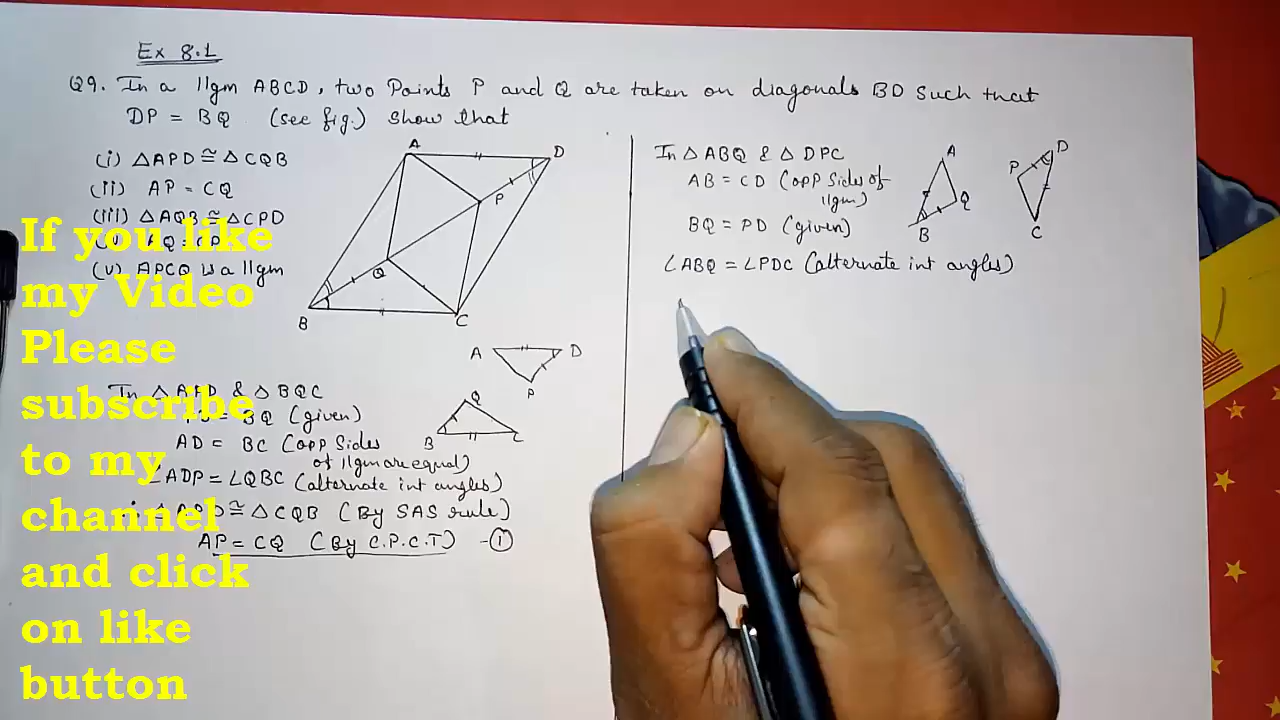 Ex 8.1
Q9. In a llgm ABCD, two Points P and Q are taken on diagonals BD such that
DP = BQ (see fig.) show that
(i) △APD ≅ △CQB
(ii) AP = CQ
(iii) △AQB ≅ △CPD
AQ = CP
(v) APCQ is a llgm
A
D
P
Q
B
C
A D
P
Q
B C
In △APD & △BQC
= BQ (given)
AD = BC (opp sides
of llgm are equal)
∠ADP = ∠QBC (alternate int angles)
△APD ≅ △CQB (By SAS rule)
AP = CQ (By C.P.C.T) -①
In △ABQ & △DPC
AB = CD (opp sides of
llgm)
BQ = PD (given)
∠ABQ = ∠PDC (alternate int angles)
A
Q
B
D
P
C
If you like
my Video
Please
subscribe
to my
channel
and click
on like
button